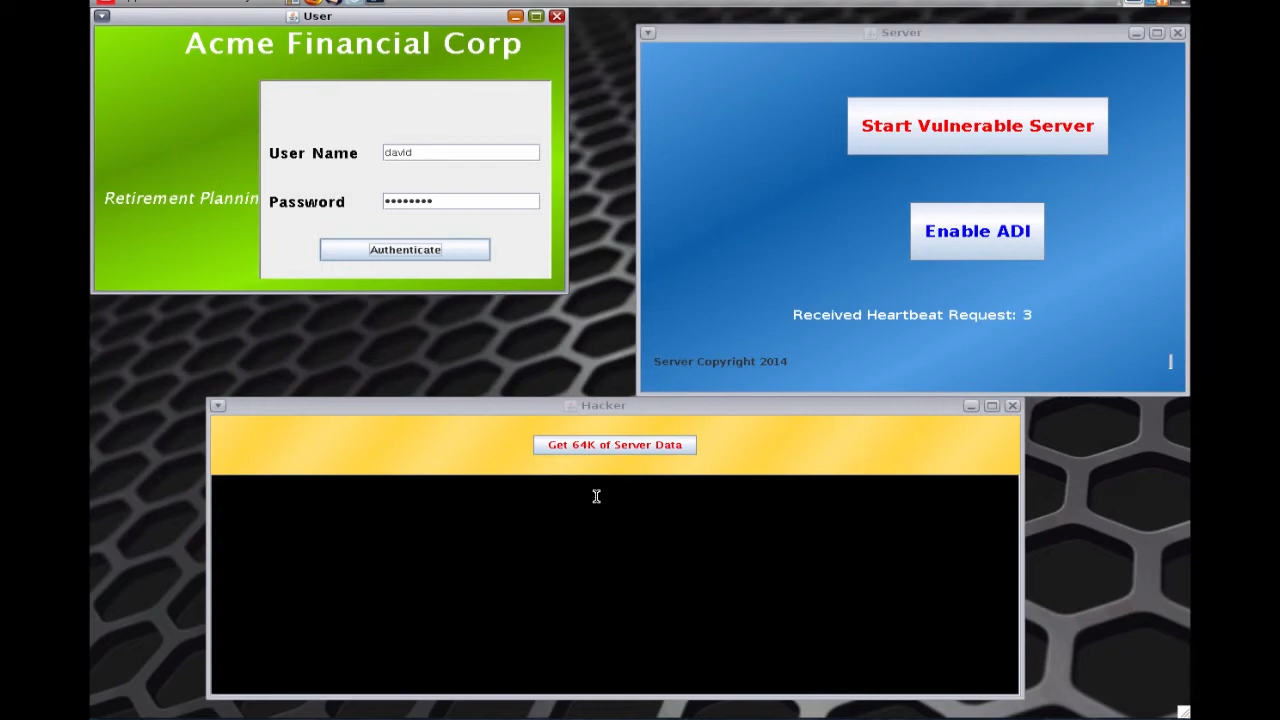 User
Acme Financial Corp
User Name
david
Retirement Plannin
Password
••••••••
Authenticate
Server
Start Vulnerable Server
Enable ADI
Received Heartbeat Request: 3
Server Copyright 2014
Hacker
Get 64K of Server Data